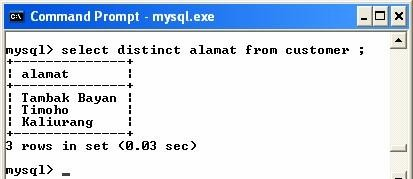 Command Prompt - mysql.exe
mysql> select distinct alamat from customer ;
+--------------+
| alamat       |
+--------------+
| Tambak Bayan |
| Timoho       |
| Kaliurang    |
+--------------+
3 rows in set (0.03 sec)
mysql> _